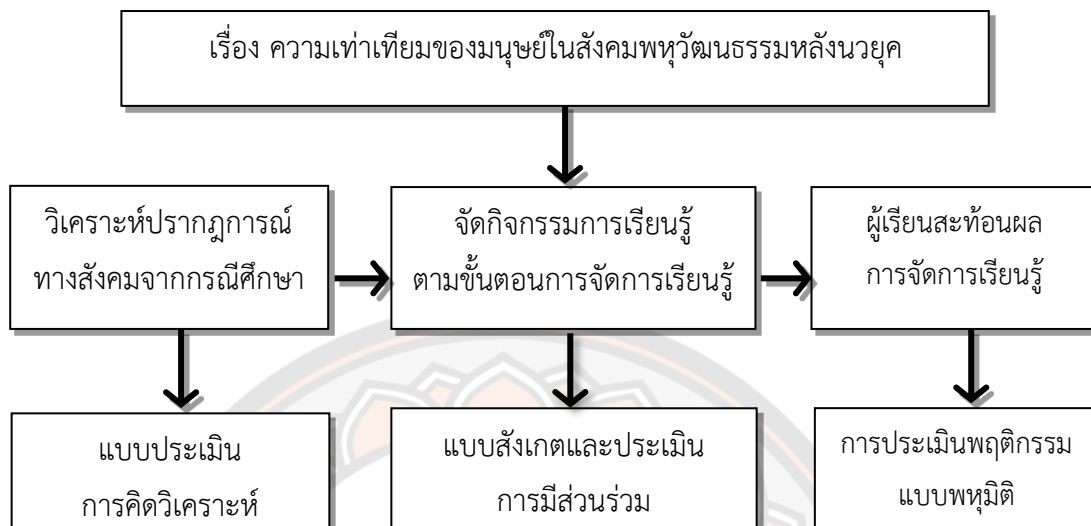 เรื่อง ความเท่าเทียมของมนุษย์ในสังคมพหุวัฒนธรรมหลังนวยุค
วิเคราะห์ปรากฏการณ์
ทางสังคมจากกรณีศึกษา
จัดกิจกรรมการเรียนรู้
ตามขั้นตอนการจัดการเรียนรู้
ผู้เรียนสะท้อนผล
การจัดการเรียนรู้
แบบประเมิน
การคิดวิเคราะห์
แบบสังเกตและประเมิน
การมีส่วนร่วม
การประเมินพฤติกรรม
แบบพหุมิติ